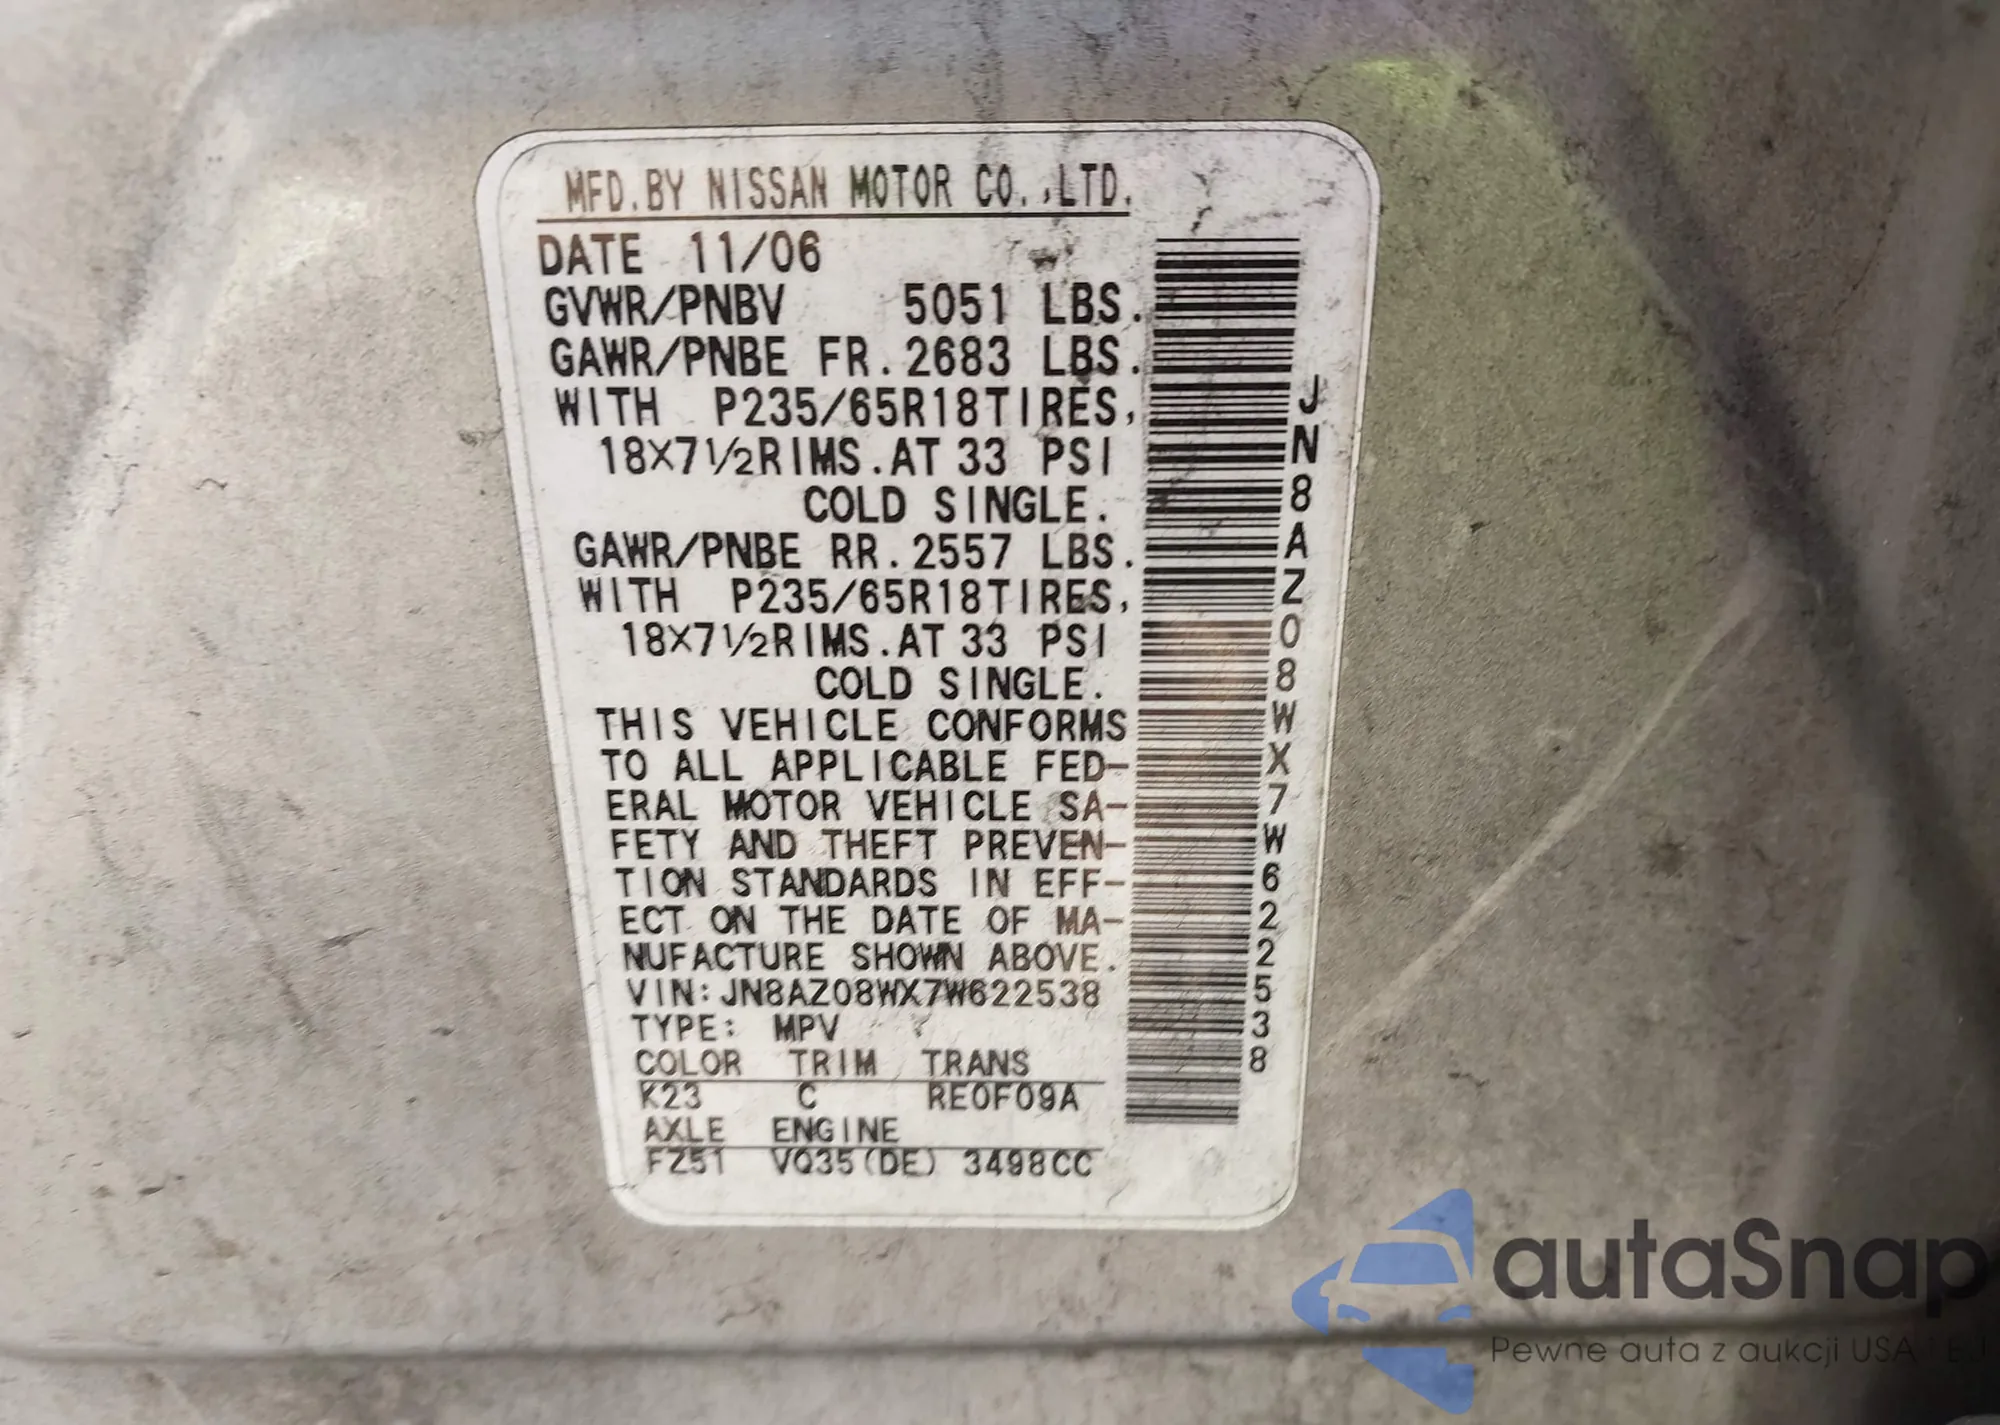 MFD.BY NISSAN MOTOR CO.,LTD.
DATE 11/06
GVWR/PNBV 5051 LBS.
GAWR/PNBE FR.2683 LBS.
WITH P235/65R18TIRES,
18X7½RIMS.AT 33 PSI
COLD SINGLE.
GAWR/PNBE RR.2557 LBS.
WITH P235/65R18TIRES,
18X7½RIMS.AT 33 PSI
COLD SINGLE.
THIS VEHICLE CONFORMS
TO ALL APPLICABLE FED-
ERAL MOTOR VEHICLE SA-
FETY AND THEFT PREVEN-
TION STANDARDS IN EFF-
ECT ON THE DATE OF MA-
NUFACTURE SHOWN ABOVE.
VIN:JN8AZ08WX7W622538
TYPE: MPV
COLOR TRIM TRANS
K23 C RE0F09A
AXLE ENGINE
FZ51 VQ35(DE) 3498CC
JN8AZ08WX7W622538
autaSnap
Pewne auta z aukcji USA i EU